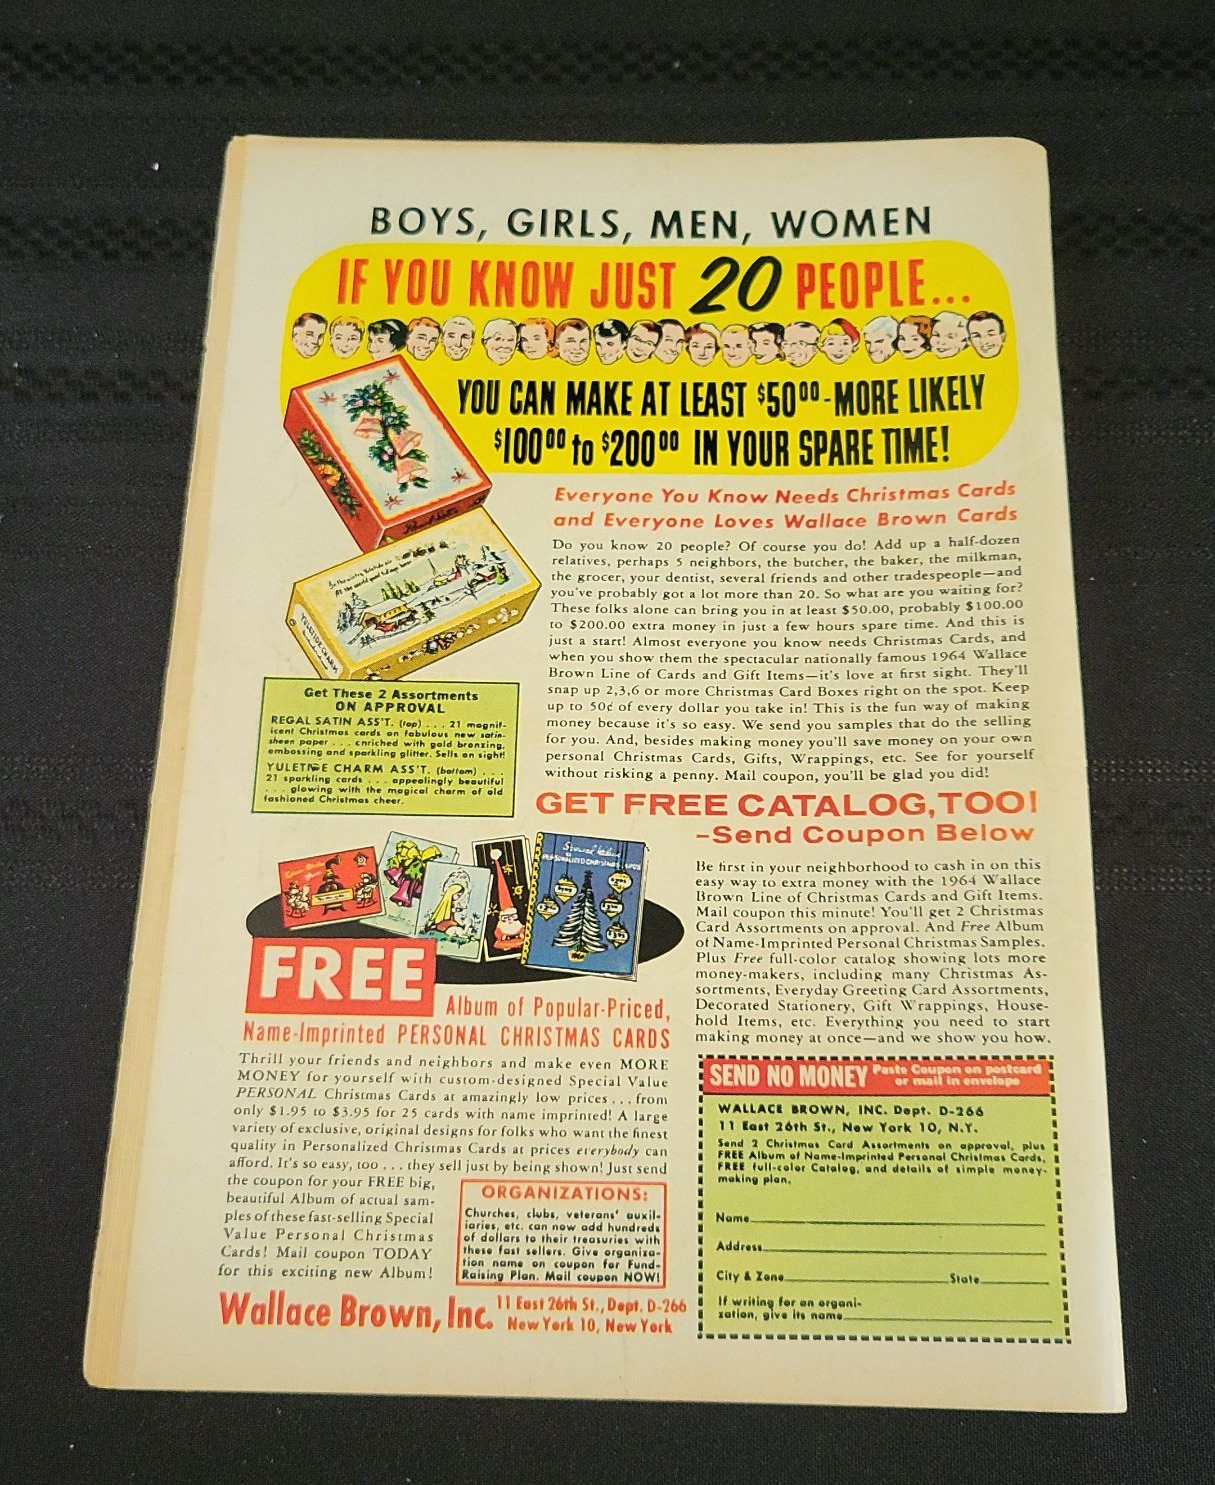 BOYS, GIRLS, MEN, WOMEN
IF YOU KNOW JUST 20 PEOPLE...
YOU CAN MAKE AT LEAST $50⁰⁰-MORE LIKELY
$100⁰⁰ to $200⁰⁰ IN YOUR SPARE TIME!
Everyone You Know Needs Christmas Cards
and Everyone Loves Wallace Brown Cards
Do you know 20 people? Of course you do! Add up a half-dozen
relatives, perhaps 5 neighbors, the butcher, the baker, the milkman,
the grocer, your dentist, several friends and other tradespeople—and
you've probably got a lot more than 20. So what are you waiting for?
These folks alone can bring you in at least $50.00, probably $100.00
to $200.00 extra money in just a few hours spare time. And this is
just a start! Almost everyone you know needs Christmas Cards, and
when you show them the spectacular nationally famous 1964 Wallace
Brown Line of Cards and Gift Items—it's love at first sight. They'll
snap up 2,3,6 or more Christmas Card Boxes right on the spot. Keep
up to 50¢ of every dollar you take in! This is the fun way of making
money because it's so easy. We send you samples that do the selling
for you. And, besides making money you'll save money on your own
personal Christmas Cards, Gifts, Wrappings, etc. See for yourself
without risking a penny. Mail coupon, you'll be glad you did!
YULETIDE CHARM
Get These 2 Assortments
ON APPROVAL
REGAL SATIN ASS'T. (top) . . . 21 magnif-
icent Christmas cards on fabulous new satin-
sheen paper . . . enriched with gold bronzing,
embossing and sparkling glitter. Sells on sight!
YULETIDE CHARM ASS'T. (bottom) . . .
21 sparkling cards . . . appealingly beautiful
. . . glowing with the magical charm of old
fashioned Christmas cheer.
GET FREE CATALOG,TOO!
–Send Coupon Below
Be first in your neighborhood to cash in on this
easy way to extra money with the 1964 Wallace
Brown Line of Christmas Cards and Gift Items.
Mail coupon this minute! You'll get 2 Christmas
Card Assortments on approval. And Free Album
of Name-Imprinted Personal Christmas Samples.
Plus Free full-color catalog showing lots more
money-makers, including many Christmas As-
sortments, Everyday Greeting Card Assortments,
Decorated Stationery, Gift Wrappings, House-
hold Items, etc. Everything you need to start
making money at once—and we show you how.
Special Value
PERSONALIZED CHRISTMAS CARDS
FREE
Album of Popular-Priced,
Name-Imprinted PERSONAL CHRISTMAS CARDS
Thrill your friends and neighbors and make even MORE
MONEY for yourself with custom-designed Special Value
PERSONAL Christmas Cards at amazingly low prices . . . from
only $1.95 to $3.95 for 25 cards with name imprinted! A large
variety of exclusive, original designs for folks who want the finest
quality in Personalized Christmas Cards at prices everybody can
afford. It's so easy, too . . . they sell just by being shown! Just send
the coupon for your FREE big,
beautiful Album of actual sam-
ples of these fast-selling Special
Value Personal Christmas
Cards! Mail coupon TODAY
for this exciting new Album!
ORGANIZATIONS:
Churches, clubs, veterans' auxil-
iaries, etc. can now add hundreds
of dollars to their treasuries with
these fast sellers. Give organiza-
tion name on coupon for Fund-
Raising Plan. Mail coupon NOW!
Wallace Brown, Inc. 11 East 26th St., Dept. D-266
New York 10, New York
SEND NO MONEY Paste Coupon on postcard
or mail in envelope
WALLACE BROWN, INC. Dept. D-266
11 East 26th St., New York 10, N.Y.
Send 2 Christmas Card Assortments on approval, plus
FREE Album of Name-Imprinted Personal Christmas Cards,
FREE full-color Catalog, and details of simple money-
making plan.
Name
Address
City & Zone State
If writing for an organi-
zation, give its name